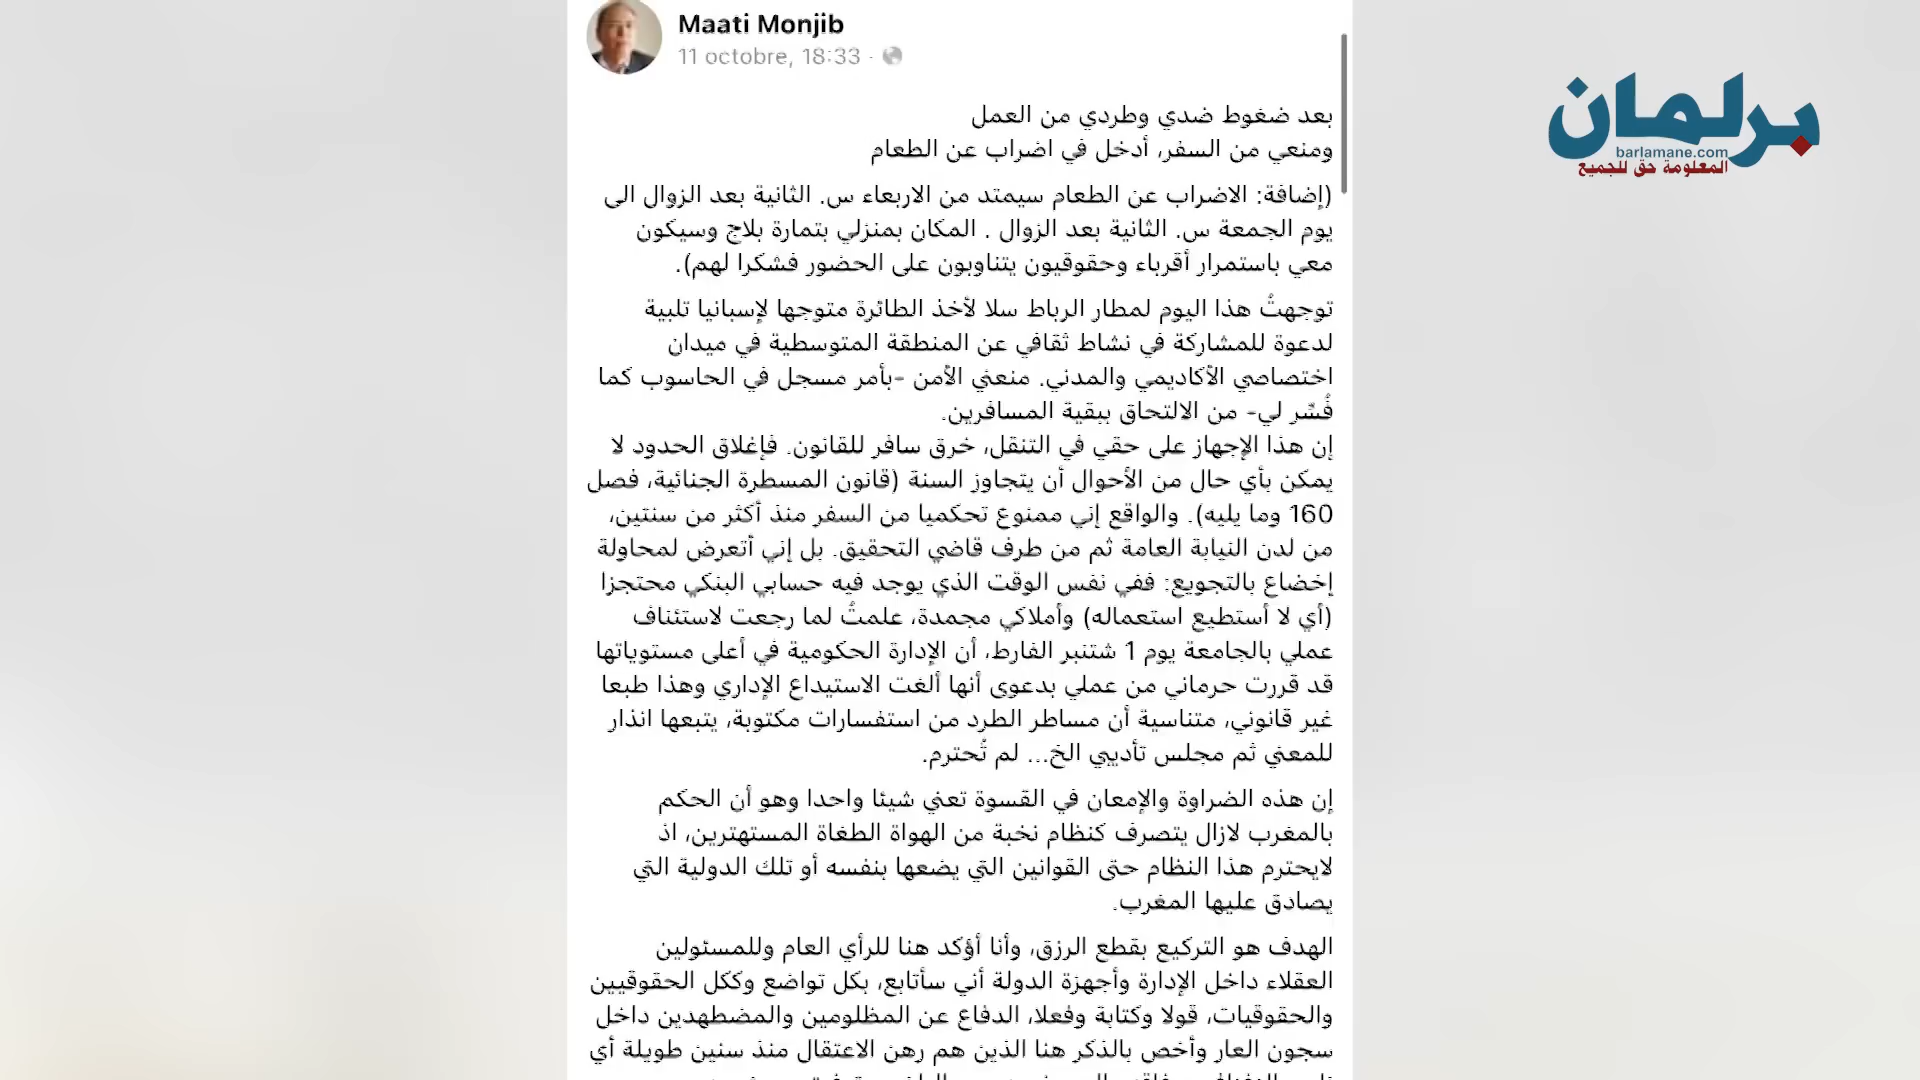 Maati Monjib
11 octobre, 18:33 ·
برلمان
barlamane.com
المعلومة حق للجميع
بعد ضغوط ضدي وطردي من العمل
ومنعي من السفر، أدخل في اضراب عن الطعام
(إضافة: الاضراب عن الطعام سيمتد من الاربعاء س. الثانية بعد الزوال الى
يوم الجمعة س. الثانية بعد الزوال . المكان بمنزلي بتمارة بلاج وسيكون
معي باستمرار أقرباء وحقوقيون يتناوبون على الحضور فشكرا لهم).
توجهتُ هذا اليوم لمطار الرباط سلا لأخذ الطائرة متوجها لإسبانيا تلبية
لدعوة للمشاركة في نشاط ثقافي عن المنطقة المتوسطية في ميدان
اختصاصي الأكاديمي والمدني. منعني الأمن -بأمر مسجل في الحاسوب كما
فُسِّر لي- من الالتحاق ببقية المسافرين.
إن هذا الإجهاز على حقي في التنقل، خرق سافر للقانون. فإغلاق الحدود لا
يمكن بأي حال من الأحوال أن يتجاوز السنة (قانون المسطرة الجنائية، فصل
160 وما يليه). والواقع إني ممنوع تحكميا من السفر منذ أكثر من سنتين،
من لدن النيابة العامة ثم من طرف قاضي التحقيق. بل إني أتعرض لمحاولة
إخضاع بالتجويع: ففي نفس الوقت الذي يوجد فيه حسابي البنكي محتجزا
(أي لا أستطيع استعماله) وأملاكي مجمدة، علمتُ لما رجعت لاستئناف
عملي بالجامعة يوم 1 شتنبر الفارط، أن الإدارة الحكومية في أعلى مستوياتها
قد قررت حرماني من عملي بدعوى أنها ألغت الاستيداع الإداري وهذا طبعا
غير قانوني، متناسية أن مساطر الطرد من استفسارات مكتوبة، يتبعها انذار
للمعني ثم مجلس تأديبي الخ... لم تُحترم.
إن هذه الضراوة والإمعان في القسوة تعني شيئا واحدا وهو أن الحكم
بالمغرب لازال يتصرف كنظام نخبة من الهواة الطغاة المستهترين، اذ
لايحترم هذا النظام حتى القوانين التي يضعها بنفسه أو تلك الدولية التي
يصادق عليها المغرب.
الهدف هو التركيع بقطع الرزق، وأنا أؤكد هنا للرأي العام وللمسئولين
العقلاء داخل الإدارة وأجهزة الدولة أني سأتابع، بكل تواضع وككل الحقوقيين
والحقوقيات، قولا وكتابة وفعلا، الدفاع عن المظلومين والمضطهدين داخل
سجون العار وأخص بالذكر هنا الذين هم رهن الاعتقال منذ سنين طويلة أي